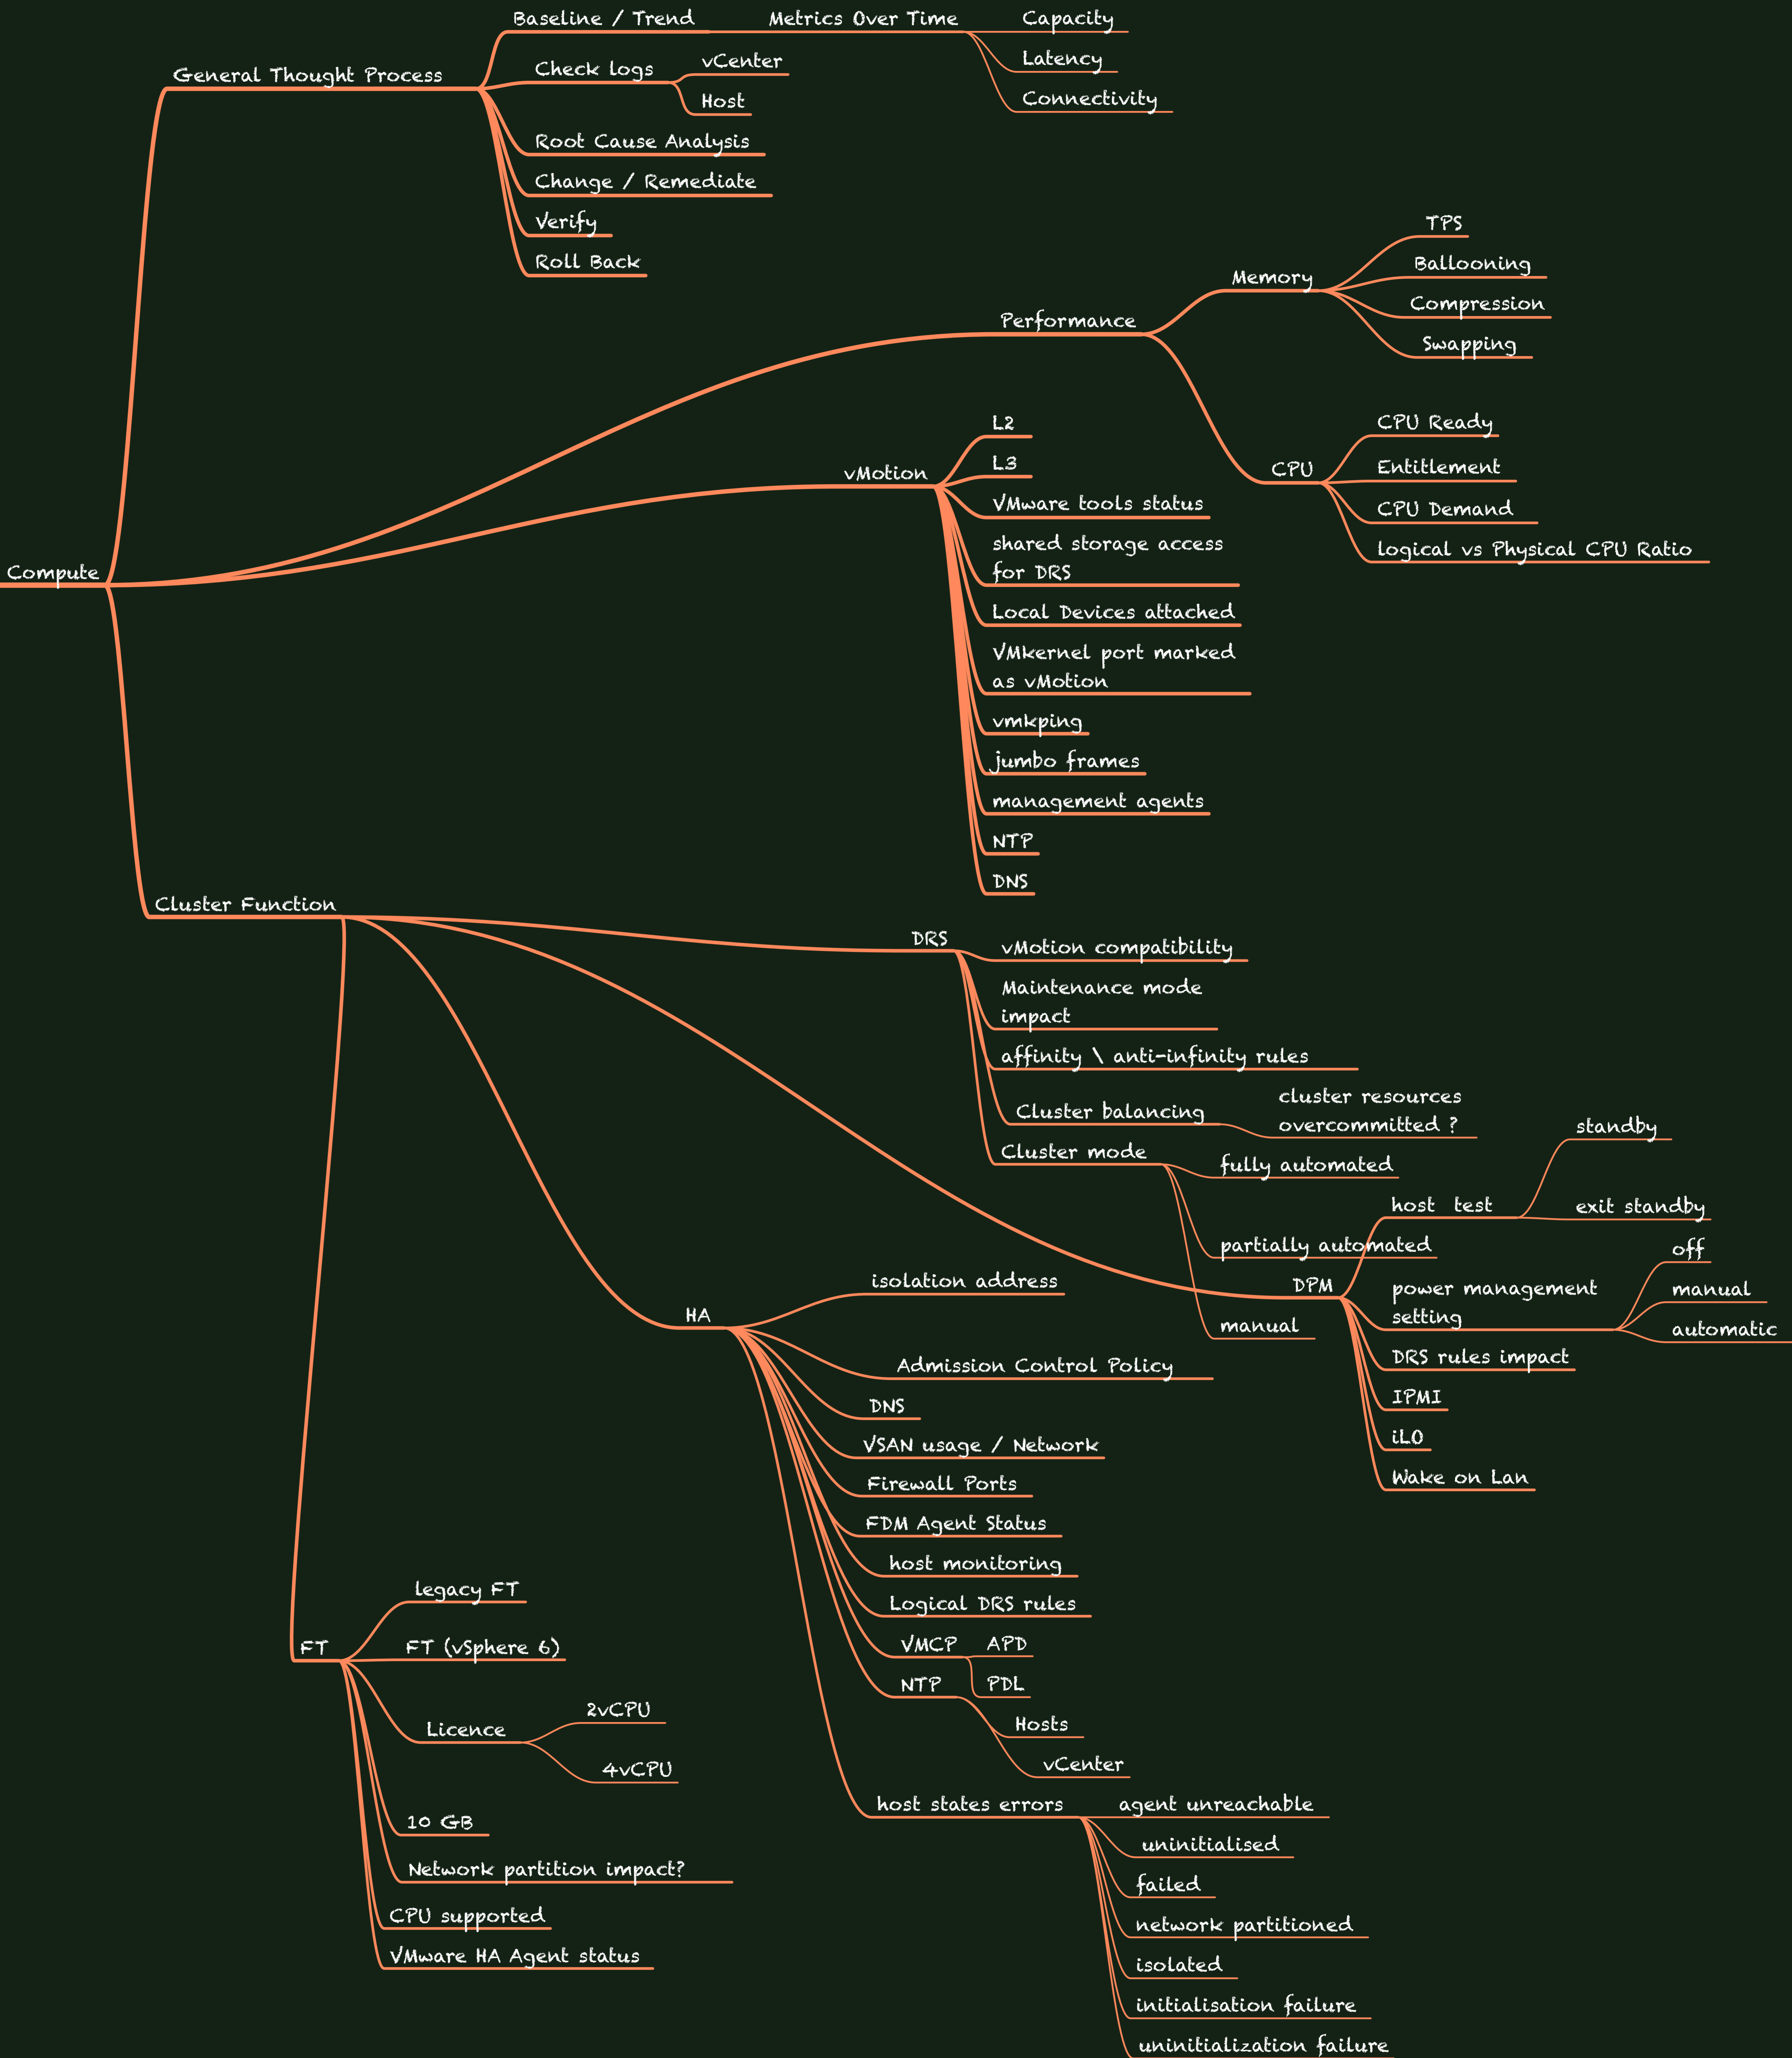 Compute
General Thought Process
Baseline / Trend
Metrics Over Time
Capacity
Latency
Connectivity
Check logs
vCenter
Host
Root Cause Analysis
Change / Remediate
Verify
Roll Back
Performance
Memory
TPS
Ballooning
Compression
Swapping
CPU
CPU Ready
Entitlement
CPU Demand
logical vs Physical CPU Ratio
vMotion
L2
L3
VMware tools status
shared storage access
for DRS
Local Devices attached
VMkernel port marked
as vMotion
vmkping
jumbo frames
management agents
NTP
DNS
Cluster Function
DRS
vMotion compatibility
Maintenance mode
impact
affinity \ anti-infinity rules
Cluster balancing
cluster resources
overcommitted ?
Cluster mode
fully automated
partially automated
manual
DPM
host test
standby
exit standby
power management
setting
off
manual
automatic
DRS rules impact
IPMI
iLO
Wake on Lan
HA
isolation address
Admission Control Policy
DNS
VSAN usage / Network
Firewall Ports
FDM Agent Status
host monitoring
Logical DRS rules
VMCP
APD
PDL
NTP
Hosts
vCenter
host states errors
agent unreachable
uninitialised
failed
network partitioned
isolated
initialisation failure
uninitialization failure
FT
legacy FT
FT (vSphere 6)
Licence
2vCPU
4vCPU
10 GB
Network partition impact?
CPU supported
VMware HA Agent status